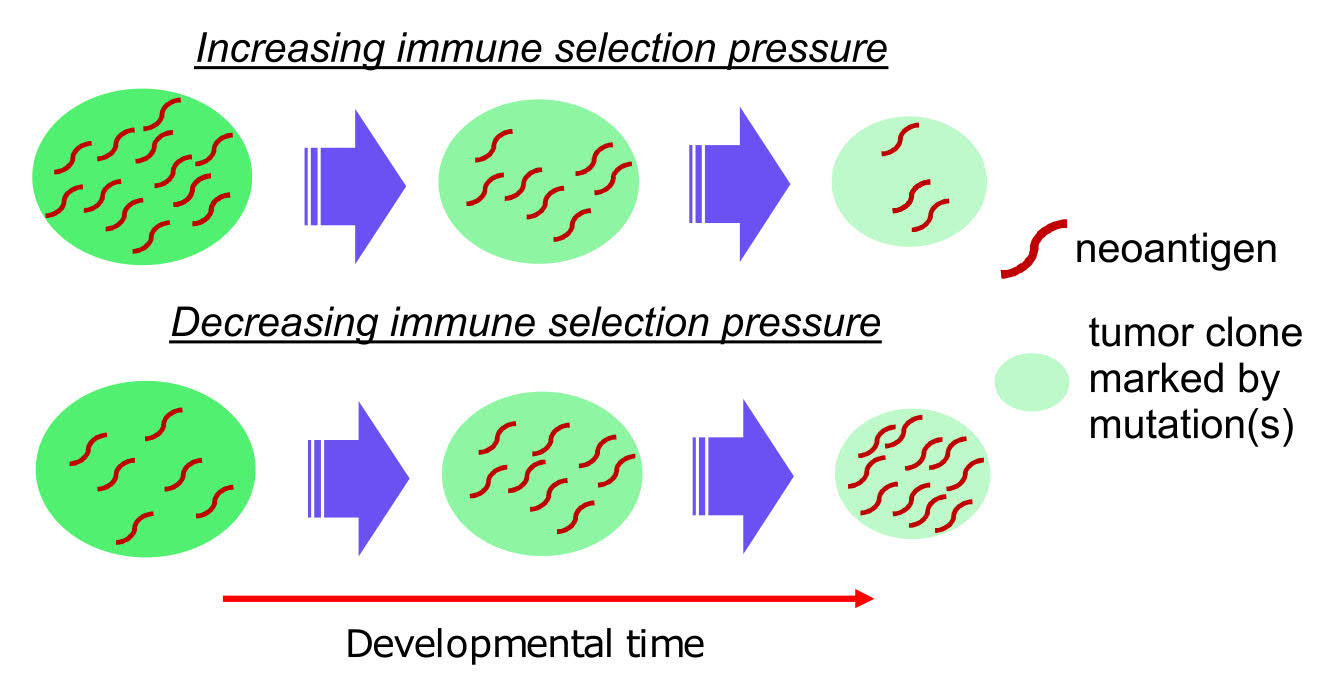 Increasing immune selection pressure
neoantigen
Decreasing immune selection pressure
tumor clone
marked by
mutation(s)
Developmental time